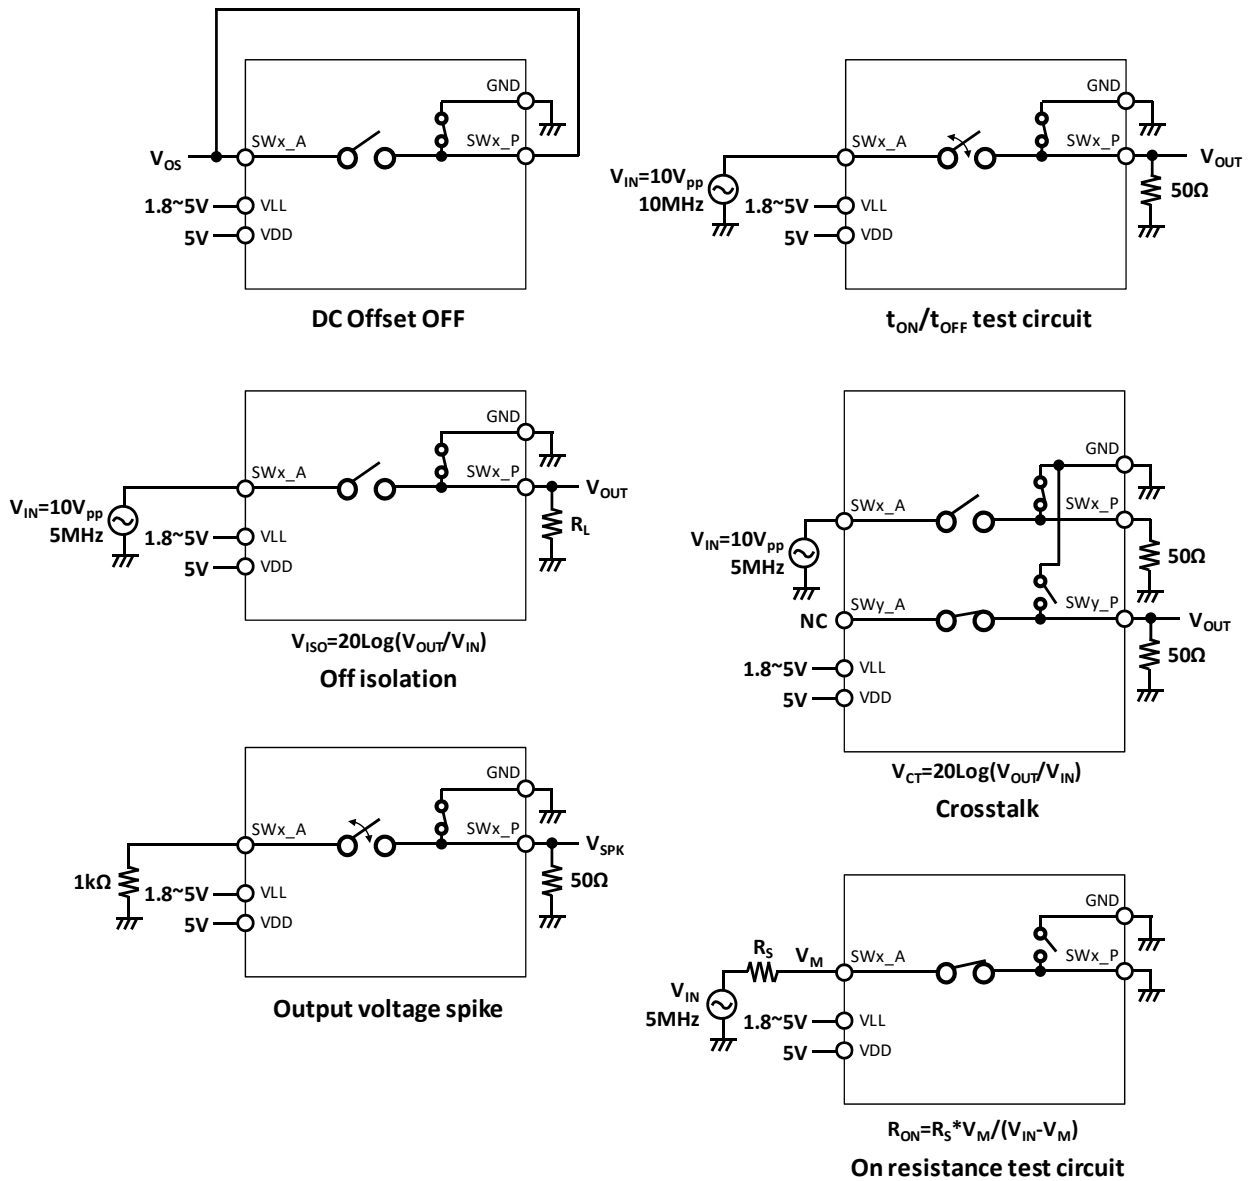 GND
SWx_A
SWx_P
VOS
1.8~5V
VLL
5V
VDD
DC Offset OFF
GND
SWx_A
SWx_P
VIN=10Vpp
10MHz
VOUT
50Ω
1.8~5V
VLL
5V
VDD
tON/tOFF test circuit
GND
SWx_A
SWx_P
VIN=10Vpp
5MHz
VOUT
RL
1.8~5V
VLL
5V
VDD
VISO=20Log(VOUT/VIN)
Off isolation
GND
SWx_A
SWx_P
VIN=10Vpp
5MHz
50Ω
NC
SWy_A
SWy_P
VOUT
50Ω
1.8~5V
VLL
5V
VDD
VCT=20Log(VOUT/VIN)
Crosstalk
GND
SWx_A
SWx_P
VSPK
1kΩ
50Ω
1.8~5V
VLL
5V
VDD
Output voltage spike
GND
RS
VM
SWx_A
SWx_P
VIN
5MHz
1.8~5V
VLL
5V
VDD
RON=RS*VM/(VIN-VM)
On resistance test circuit